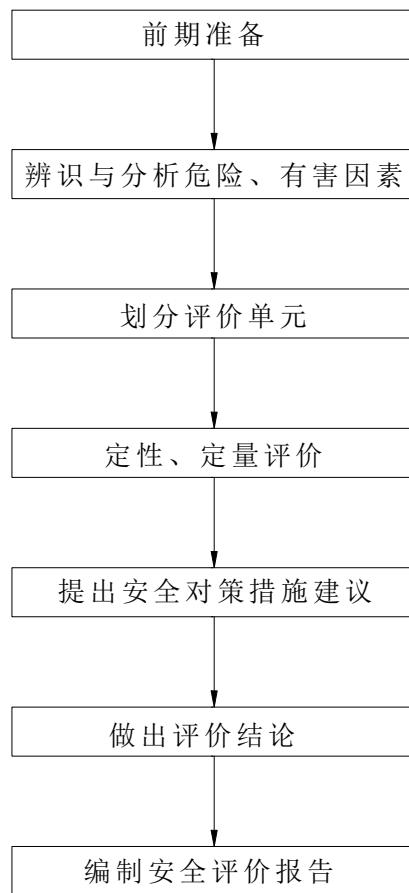 前期准备
辨识与分析危险、有害因素
划分评价单元
定性、定量评价
提出安全对策措施建议
做出评价结论
编制安全评价报告